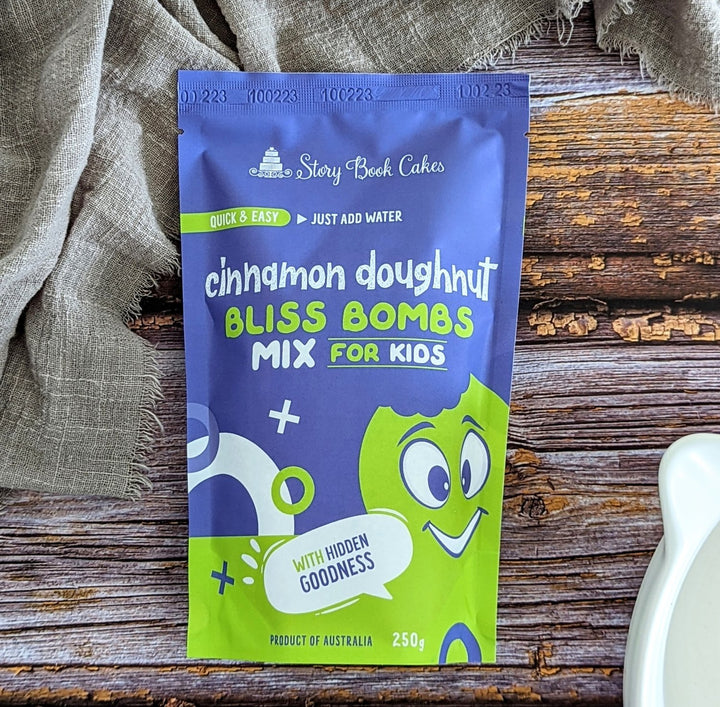 00223 100223 100223 100223
Story Book Cakes
QUICK & EASY JUST ADD WATER
cinnamon doughnut
BLISS BOMBS
MIX FOR KIDS
WITH HIDDEN
GOODNESS
PRODUCT OF AUSTRALIA 250g